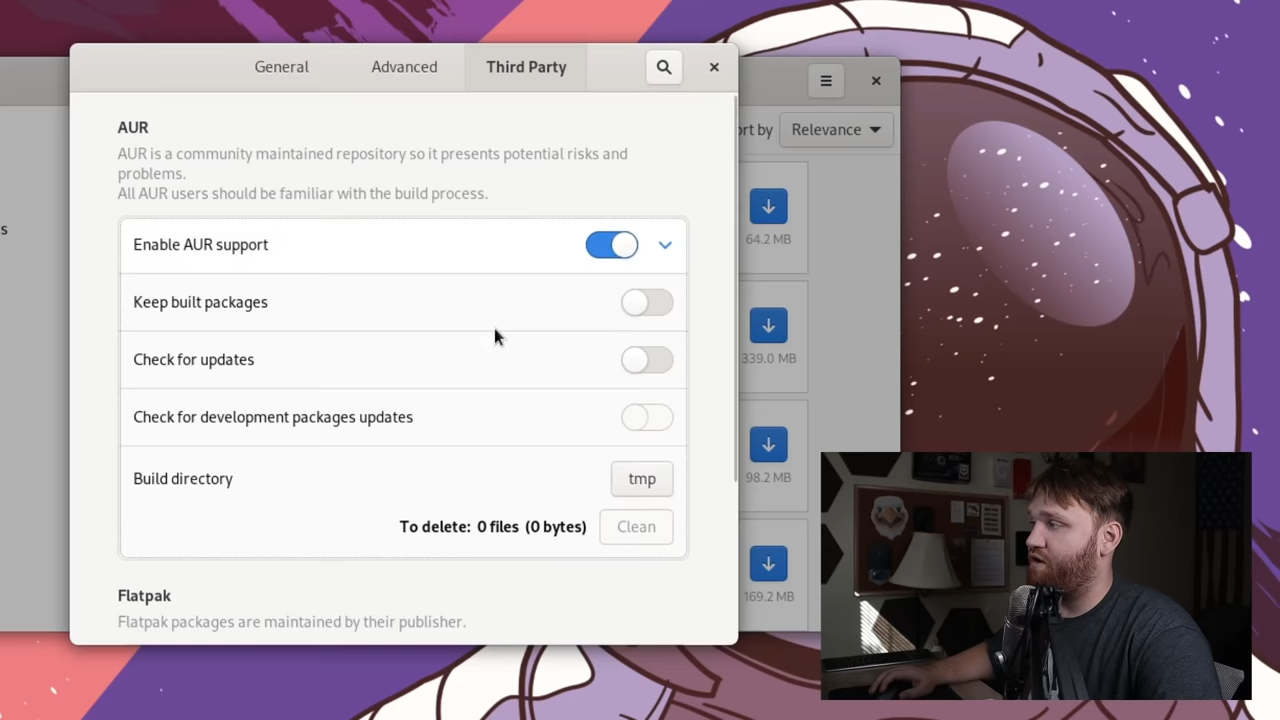 General
Advanced
Third Party
AUR
AUR is a community maintained repository so it presents potential risks and
problems.
All AUR users should be familiar with the build process.
Enable AUR support
Keep built packages
Check for updates
Check for development packages updates
Build directory
tmp
To delete: 0 files (0 bytes)
Clean
Flatpak
Flatpak packages are maintained by their publisher.
s
ort by
Relevance
64.2 MB
339.0 MB
98.2 MB
169.2 MB